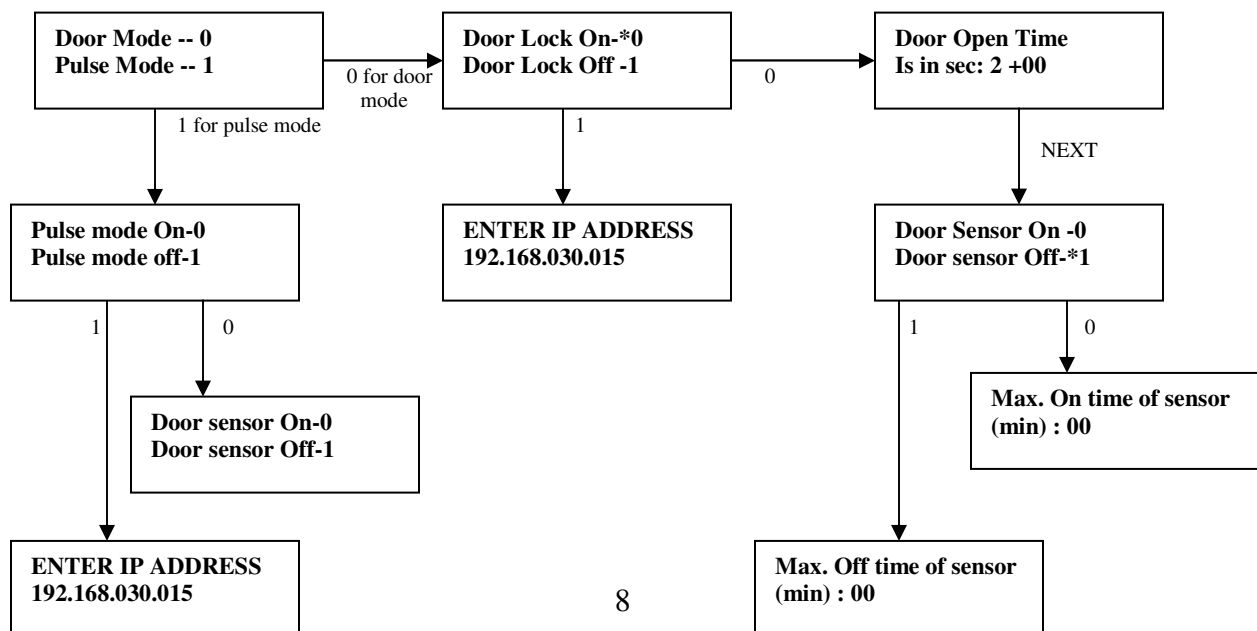 Door Mode -- 0
Pulse Mode -- 1
0 for door
mode
1 for pulse mode
Door Lock On-*0
Door Lock Off -1
0
1
Door Open Time
Is in sec: 2 +00
NEXT
Pulse mode On-0
Pulse mode off-1
1
0
ENTER IP ADDRESS
192.168.030.015
Door Sensor On -0
Door sensor Off-*1
1
0
Door sensor On-0
Door sensor Off-1
Max. On time of sensor
(min) : 00
ENTER IP ADDRESS
192.168.030.015
Max. Off time of sensor
(min) : 00
8